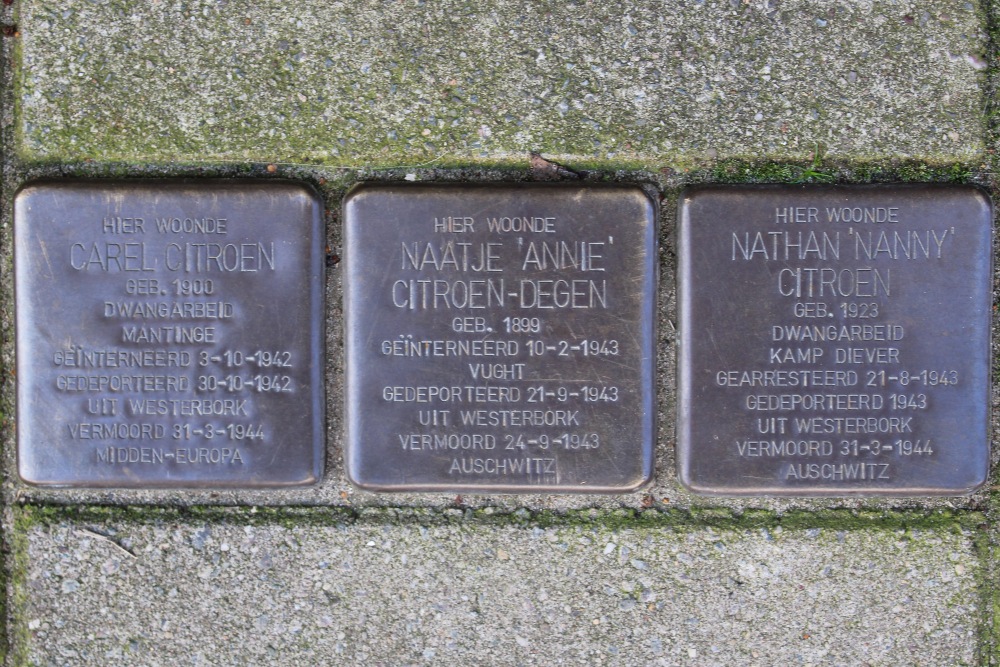 HIER WOONDE
CAREL CITROEN
GEB. 1900
DWANGARBEID
MANTINGE
GEÏNTERNEERD 3-10-1942
GEDEPORTEERD 30-10-1942
UIT WESTERBORK
VERMOORD 31-3-1944
MIDDEN-EUROPA
HIER WOONDE
NAATJE 'ANNIE'
CITROEN-DEGEN
GEB. 1899
GEÏNTERNEERD 10-2-1943
VUGHT
GEDEPORTEERD 21-9-1943
UIT WESTERBORK
VERMOORD 24-9-1943
AUSCHWITZ
HIER WOONDE
NATHAN 'NANNY'
CITROEN
GEB. 1923
DWANGARBEID
KAMP DIEVER
GEARRESTEERD 21-8-1943
GEDEPORTEERD 1943
UIT WESTERBORK
VERMOORD 31-3-1944
AUSCHWITZ